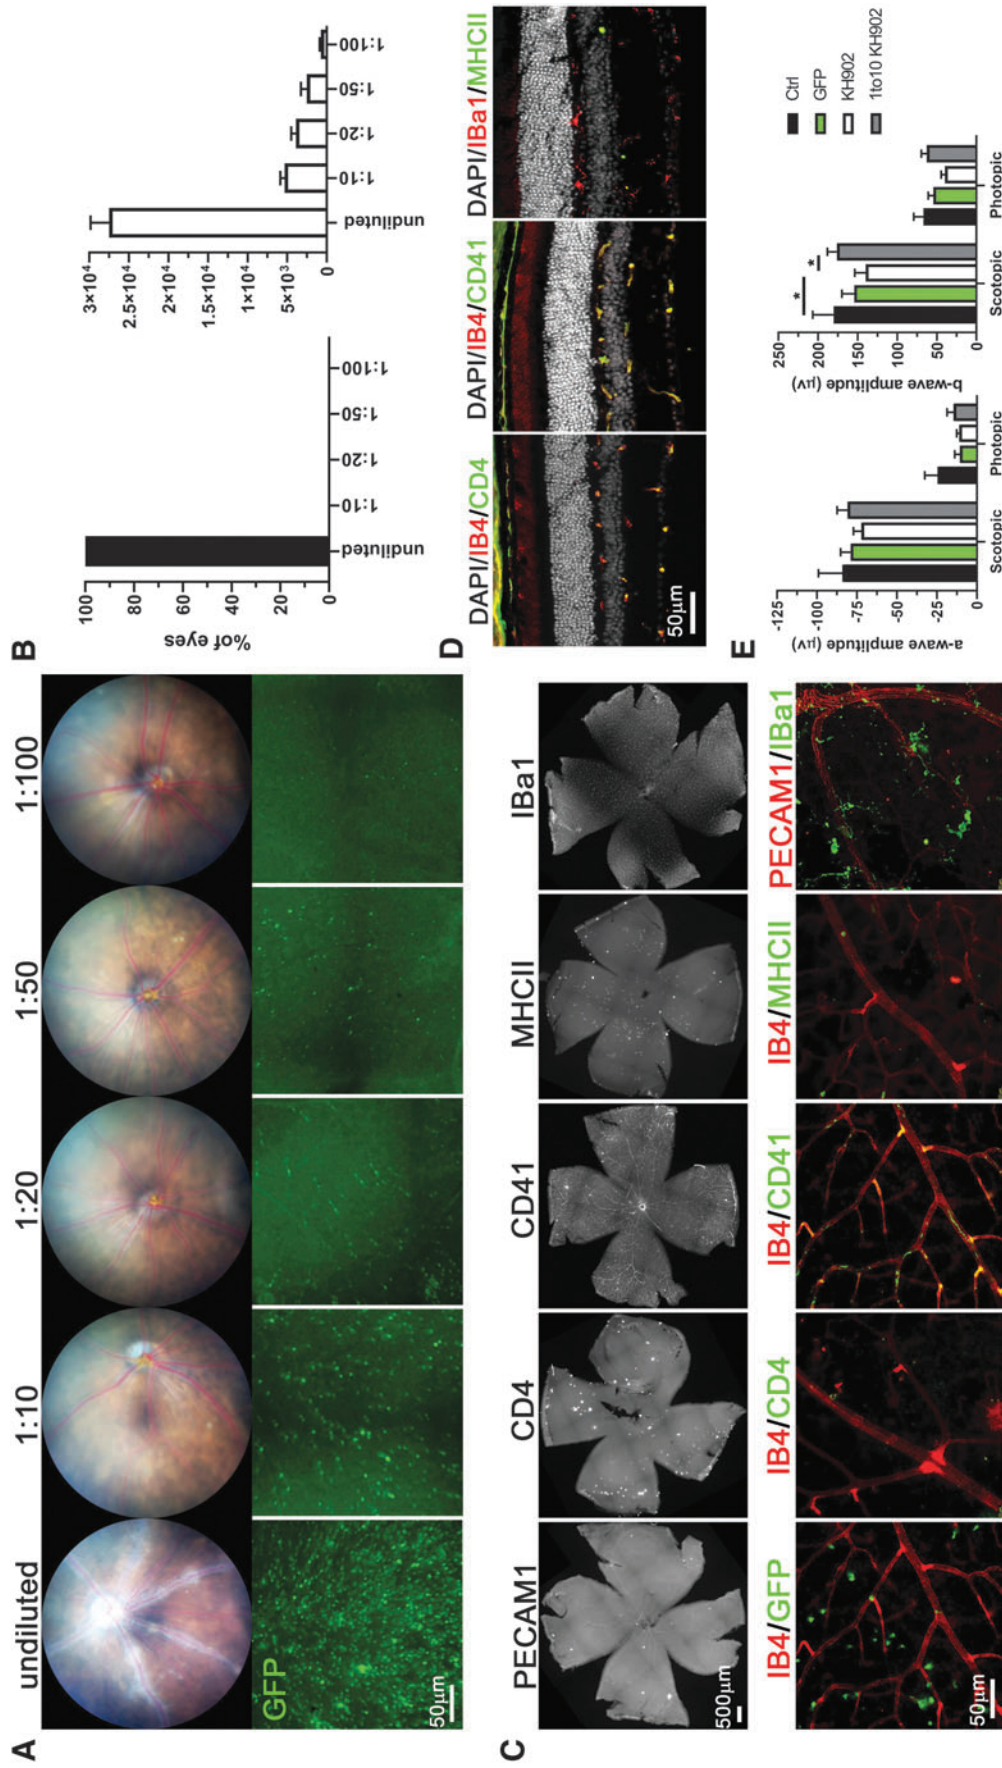 A
undiluted
1:10
1:20
1:50
1:100
GFP
50µm
B
%of eyes
100
80
60
40
20
0
undiluted
1:10
1:20
1:50
1:100
3×10⁴
2.5×10⁴
2×10⁴
1.5×10⁴
1×10⁴
5×10³
0
undiluted
1:10
1:20
1:50
1:100
C
PECAM1
CD4
CD41
MHCII
IBa1
500µm
IB4/GFP
IB4/CD4
IB4/CD41
IB4/MHCII
PECAM1/IBa1
50µm
D
DAPI/IB4/CD4
DAPI/IB4/CD41
DAPI/IBa1/MHCII
50µm
E
a-wave amplitude (µv)
-125
-100
-75
-50
-25
0
Scotopic
Photopic
b-wave amplitude (µv)
250
200
150
100
50
0
*
*
Scotopic
Photopic
Ctrl
GFP
KH902
1to10 KH902